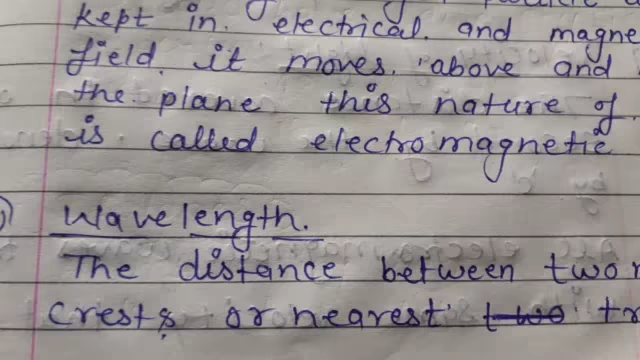 kept in electrical. and magne
field. it moves. above and
the plane this nature of
is called electromagnetic
Wavelength.
The distance between two n
crests or nearest two tr